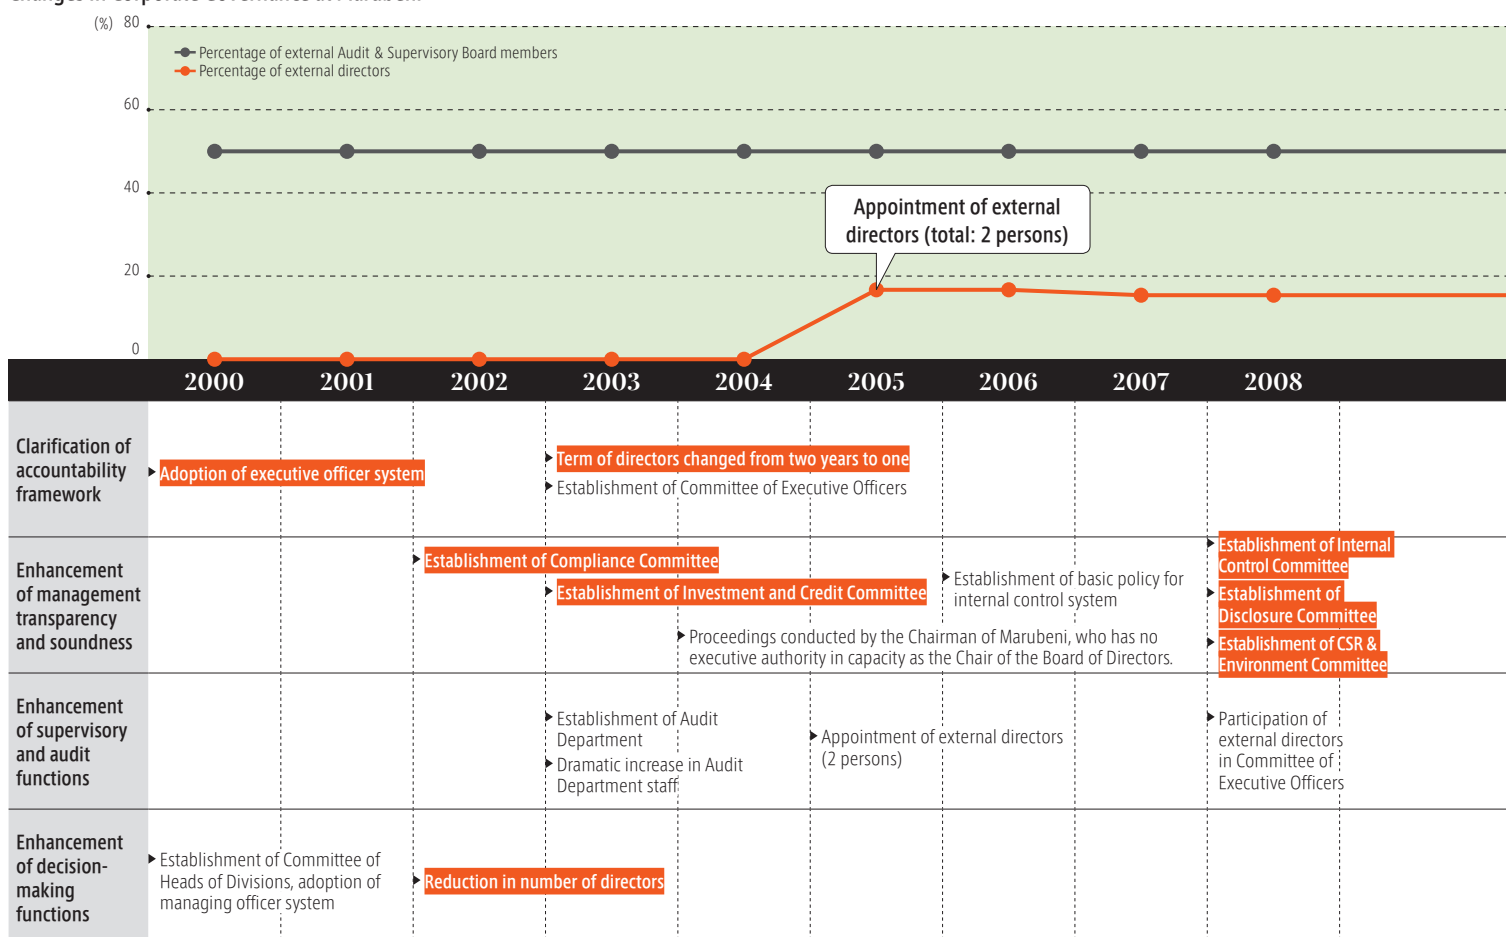 (%) 80
Percentage of external Audit & Supervisory Board members
Percentage of external directors
60
40
20
0
Appointment of external
directors (total: 2 persons)
2000 2001 2002 2003 2004 2005 2006 2007 2008
Clarification of
accountability
framework
Adoption of executive officer system
Term of directors changed from two years to one
Establishment of Committee of Executive Officers
Enhancement
of management
transparency
and soundness
Establishment of Compliance Committee
Establishment of Investment and Credit Committee
Proceedings conducted by the Chairman of Marubeni, who has no
executive authority in capacity as the Chair of the Board of Directors.
Establishment of basic policy for
internal control system
Establishment of Internal
Control Committee
Establishment of
Disclosure Committee
Establishment of CSR &
Environment Committee
Enhancement
of supervisory
and audit
functions
Establishment of Audit
Department
Dramatic increase in Audit
Department staff
Appointment of external directors
(2 persons)
Participation of
external directors
in Committee of
Executive Officers
Enhancement
of decision-
making
functions
Establishment of Committee of
Heads of Divisions, adoption of
managing officer system
Reduction in number of directors